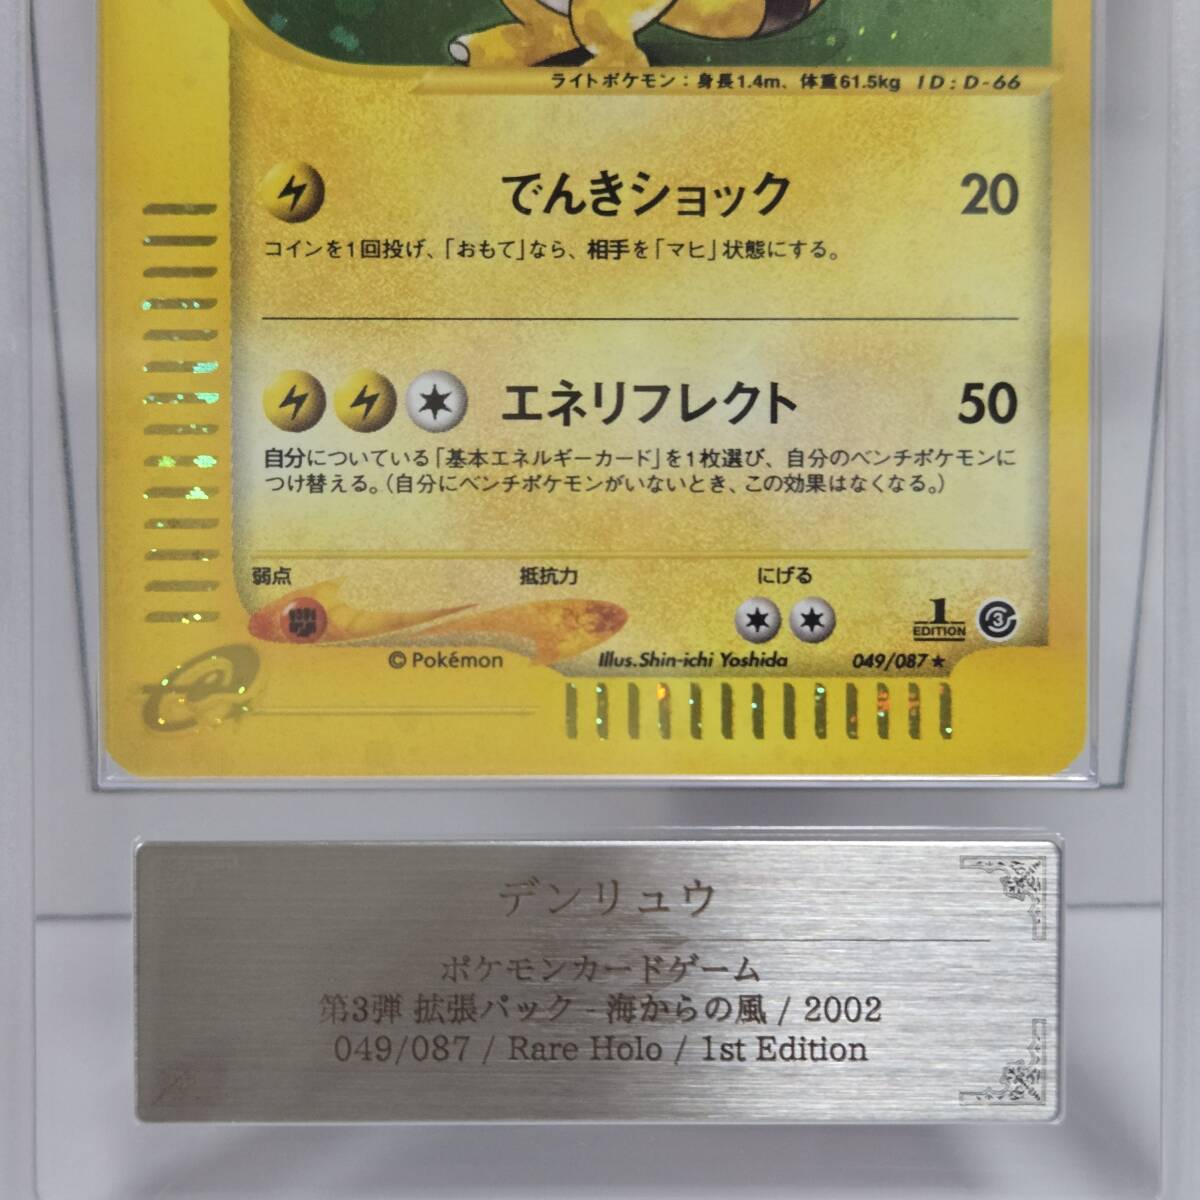 ライトポケモン：身長1.4m、体重61.5kg ID:D-66
でんきショック 20
コインを1回投げ、「おもて」なら、相手を「マヒ」状態にする。
エネリフレクト 50
自分についている「基本エネルギーカード」を1枚選び、自分のベンチポケモンに
つけ替える。（自分にベンチポケモンがいないとき、この効果はなくなる。）
弱点 抵抗力 にげる
1 EDITION 3
©Pokémon Illus.Shin-ichi Yoshida 049/087★
e
デンリュウ
ポケモンカードゲーム
第3弾 拡張パック - 海からの風 / 2002
049/087 / Rare Holo / 1st Edition